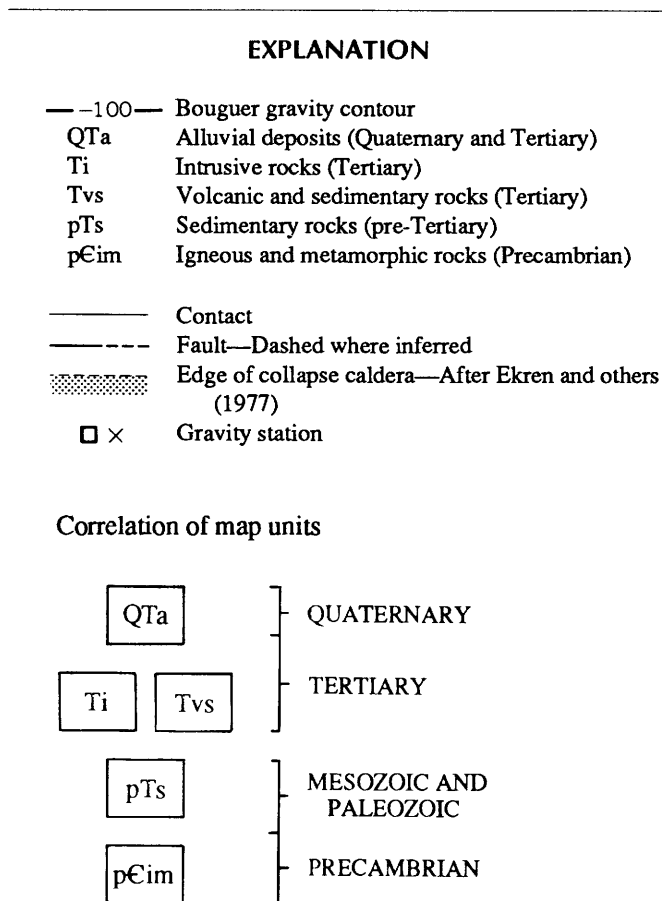 EXPLANATION
— -100 — Bouguer gravity contour
QTa Alluvial deposits (Quaternary and Tertiary)
Ti Intrusive rocks (Tertiary)
Tvs Volcanic and sedimentary rocks (Tertiary)
pTs Sedimentary rocks (pre-Tertiary)
p€im Igneous and metamorphic rocks (Precambrian)
Contact
Fault—Dashed where inferred
Edge of collapse caldera—After Ekren and others
(1977)
Gravity station
Correlation of map units
QTa QUATERNARY
TERTIARY
Ti Tvs
pTs MESOZOIC AND
PALEOZOIC
p€im PRECAMBRIAN